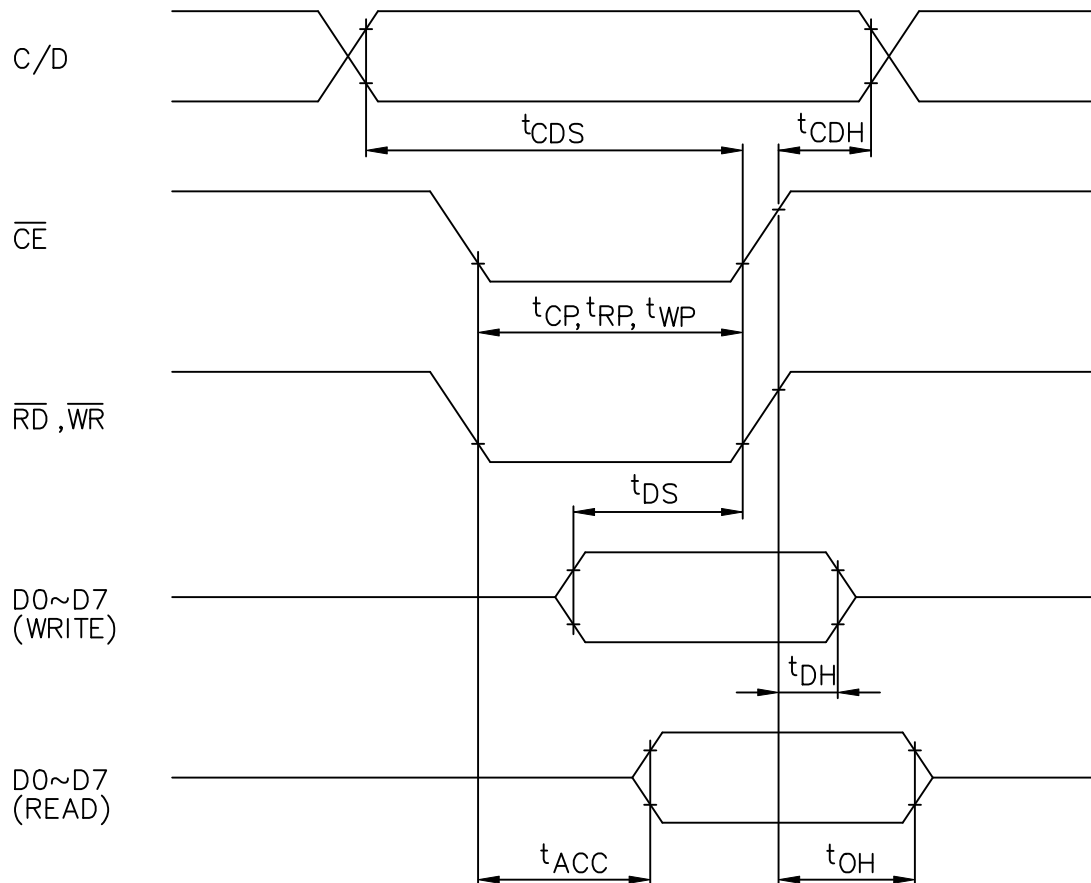 C/D
tCDS
tCDH
CE
tCP, tRP, tWP
RD ,WR
tDS
D0~D7
(WRITE)
tDH
D0~D7
(READ)
tACC
tOH